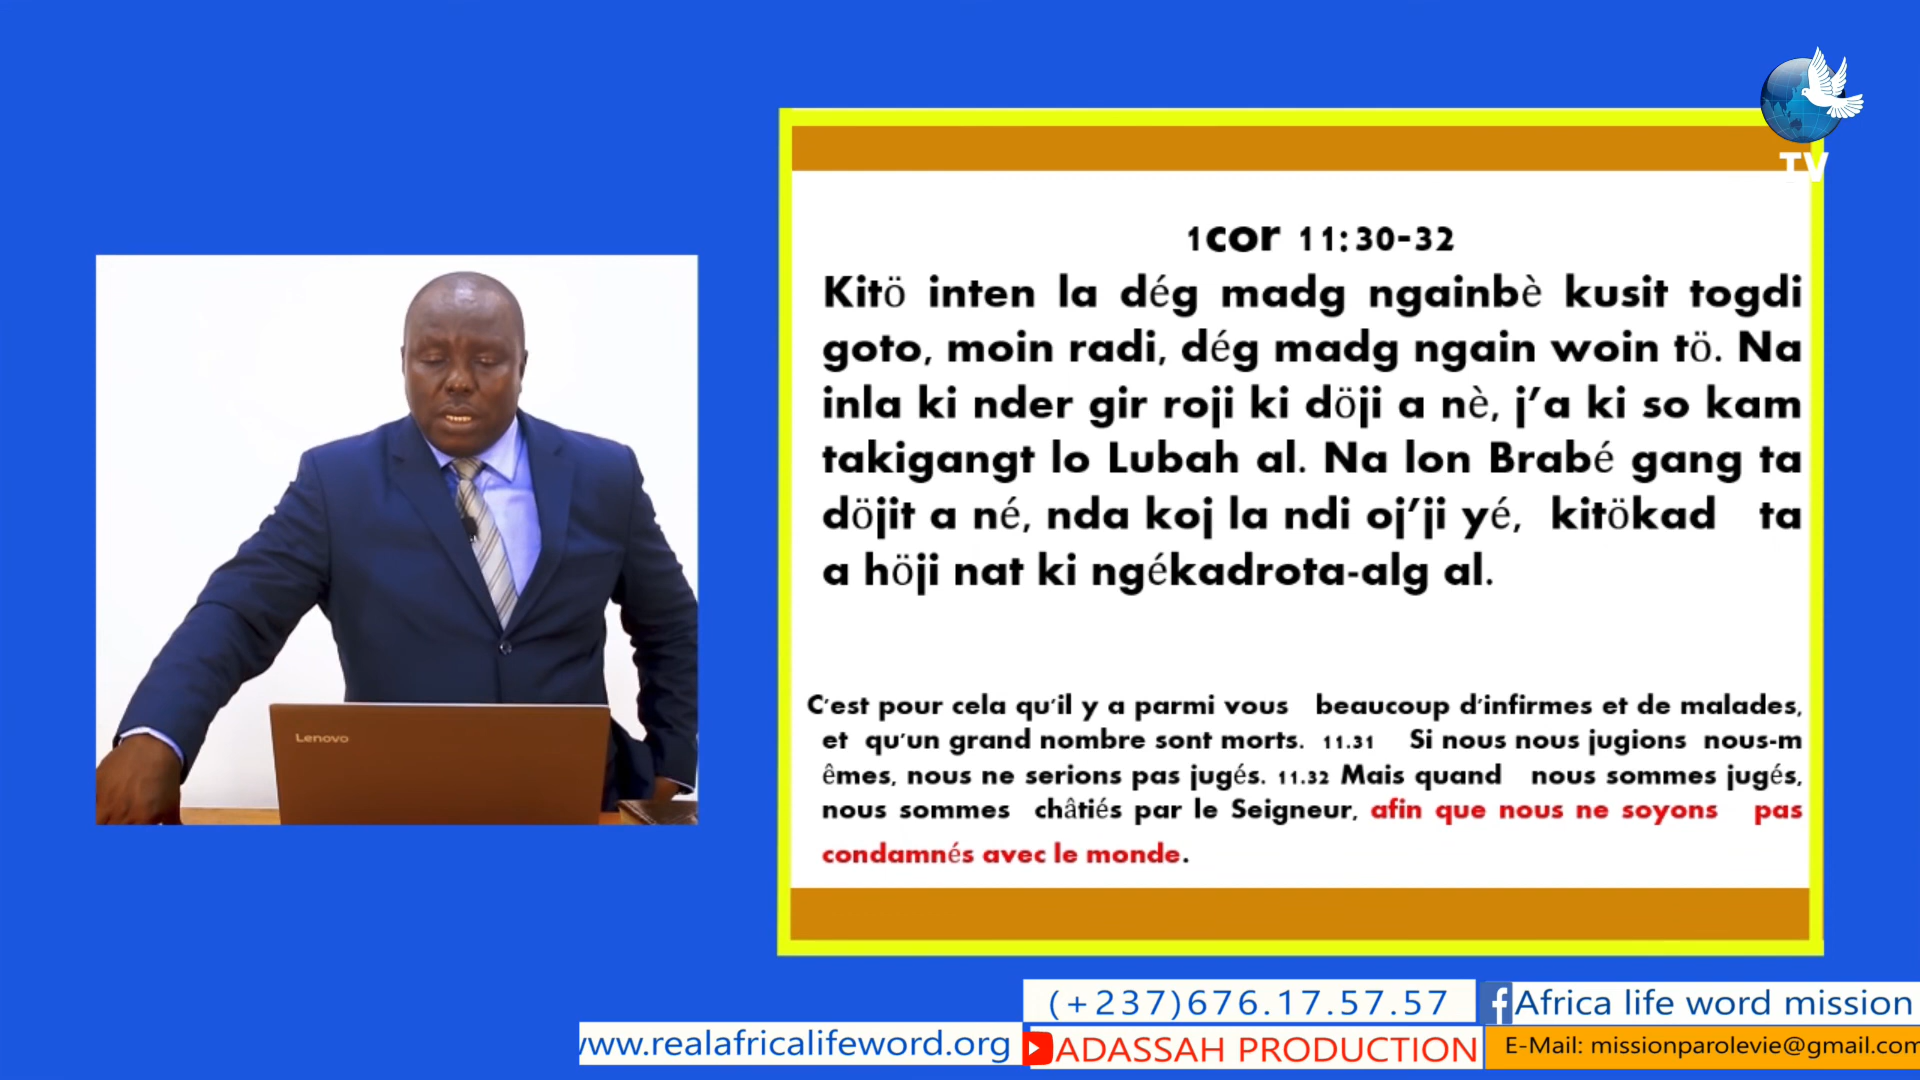 TV
1cor 11:30-32
Kitö inten la dég madg ngainbè kusit togdi
goto, moin radi, dég madg ngain woin tö. Na
inla ki nder gir roji ki döji a nè, j'a ki so kam
takigangt lo Lubah al. Na lon Brabé gang ta
döjit a né, nda koj la ndi oj'ji yé, kitökad ta
a höji nat ki ngékadrota-alg al.
C'est pour cela qu'il y a parmi vous beaucoup d'infirmes et de malades,
et qu'un grand nombre sont morts. 11.31 Si nous nous jugions nous-m
êmes, nous ne serions pas jugés. 11.32 Mais quand nous sommes jugés,
nous sommes châtiés par le Seigneur, afin que nous ne soyons pas
condamnés avec le monde.
Lenovo
(+237)676.17.57.57
Africa life word mission
www.realafricalifeword.org
ADASSAH PRODUCTION
E-Mail: missionparolevie@gmail.com